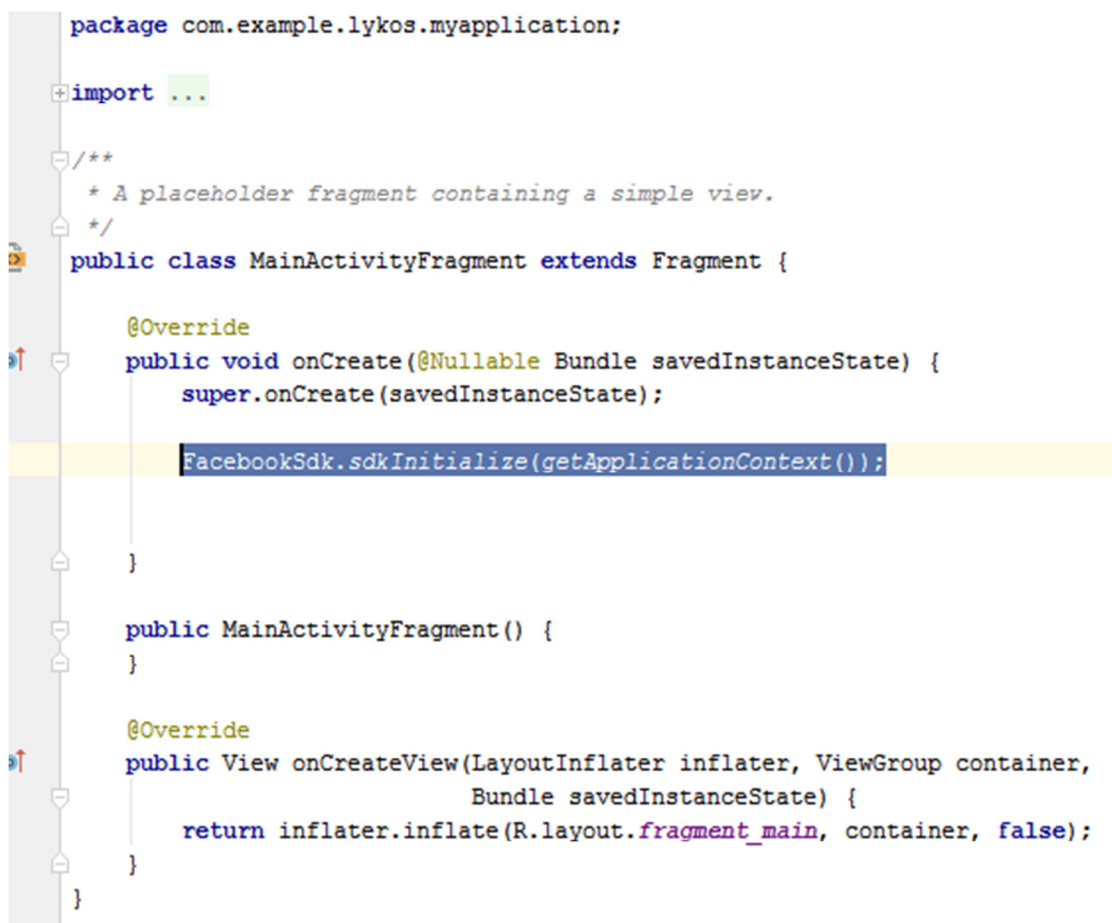 package com.example.lykos.myapplication;
import ...
/**
* A placeholder fragment containing a simple view.
*/
public class MainActivityFragment extends Fragment {
@Override
public void onCreate(@Nullable Bundle savedInstanceState) {
super.onCreate(savedInstanceState);
FacebookSdk.sdkInitialize(getApplicationContext());
}
public MainActivityFragment() {
}
@Override
public View onCreateView(LayoutInflater inflater, ViewGroup container,
Bundle savedInstanceState) {
return inflater.inflate(R.layout.fragment_main, container, false);
}
}